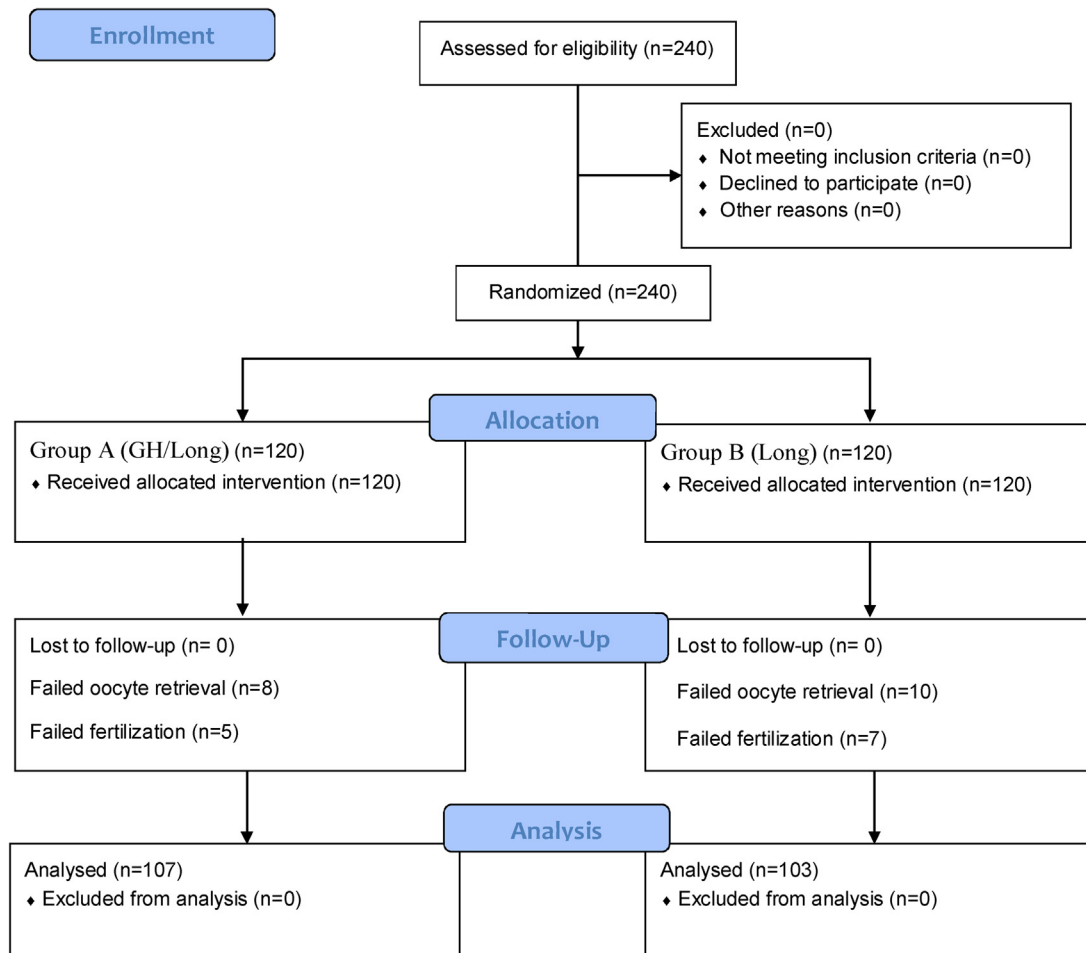 Enrollment
Assessed for eligibility (n=240)
Excluded (n=0)
♦ Not meeting inclusion criteria (n=0)
♦ Declined to participate (n=0)
♦ Other reasons (n=0)
Randomized (n=240)
Allocation
Group A (GH/Long) (n=120)
♦ Received allocated intervention (n=120)
Group B (Long) (n=120)
♦ Received allocated intervention (n=120)
Follow-Up
Lost to follow-up (n= 0)
Failed oocyte retrieval (n=8)
Failed fertilization (n=5)
Lost to follow-up (n= 0)
Failed oocyte retrieval (n=10)
Failed fertilization (n=7)
Analysis
Analysed (n=107)
♦ Excluded from analysis (n=0)
Analysed (n=103)
♦ Excluded from analysis (n=0)